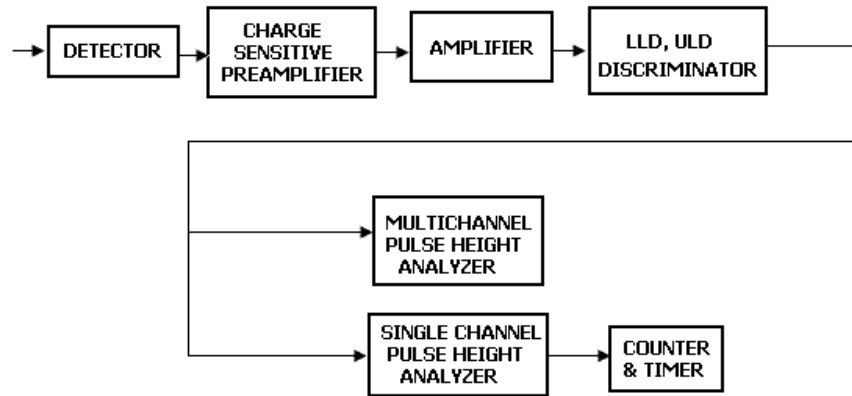 DETECTOR
CHARGE
SENSITIVE
PREAMPLIFIER
AMPLIFIER
LLD, ULD
DISCRIMINATOR
MULTICHANNEL
PULSE HEIGHT
ANALYZER
SINGLE CHANNEL
PULSE HEIGHT
ANALYZER
COUNTER
& TIMER